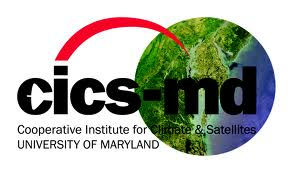 cics-md
Cooperative Institute for Climate & Satellites
UNIVERSITY OF MARYLAND